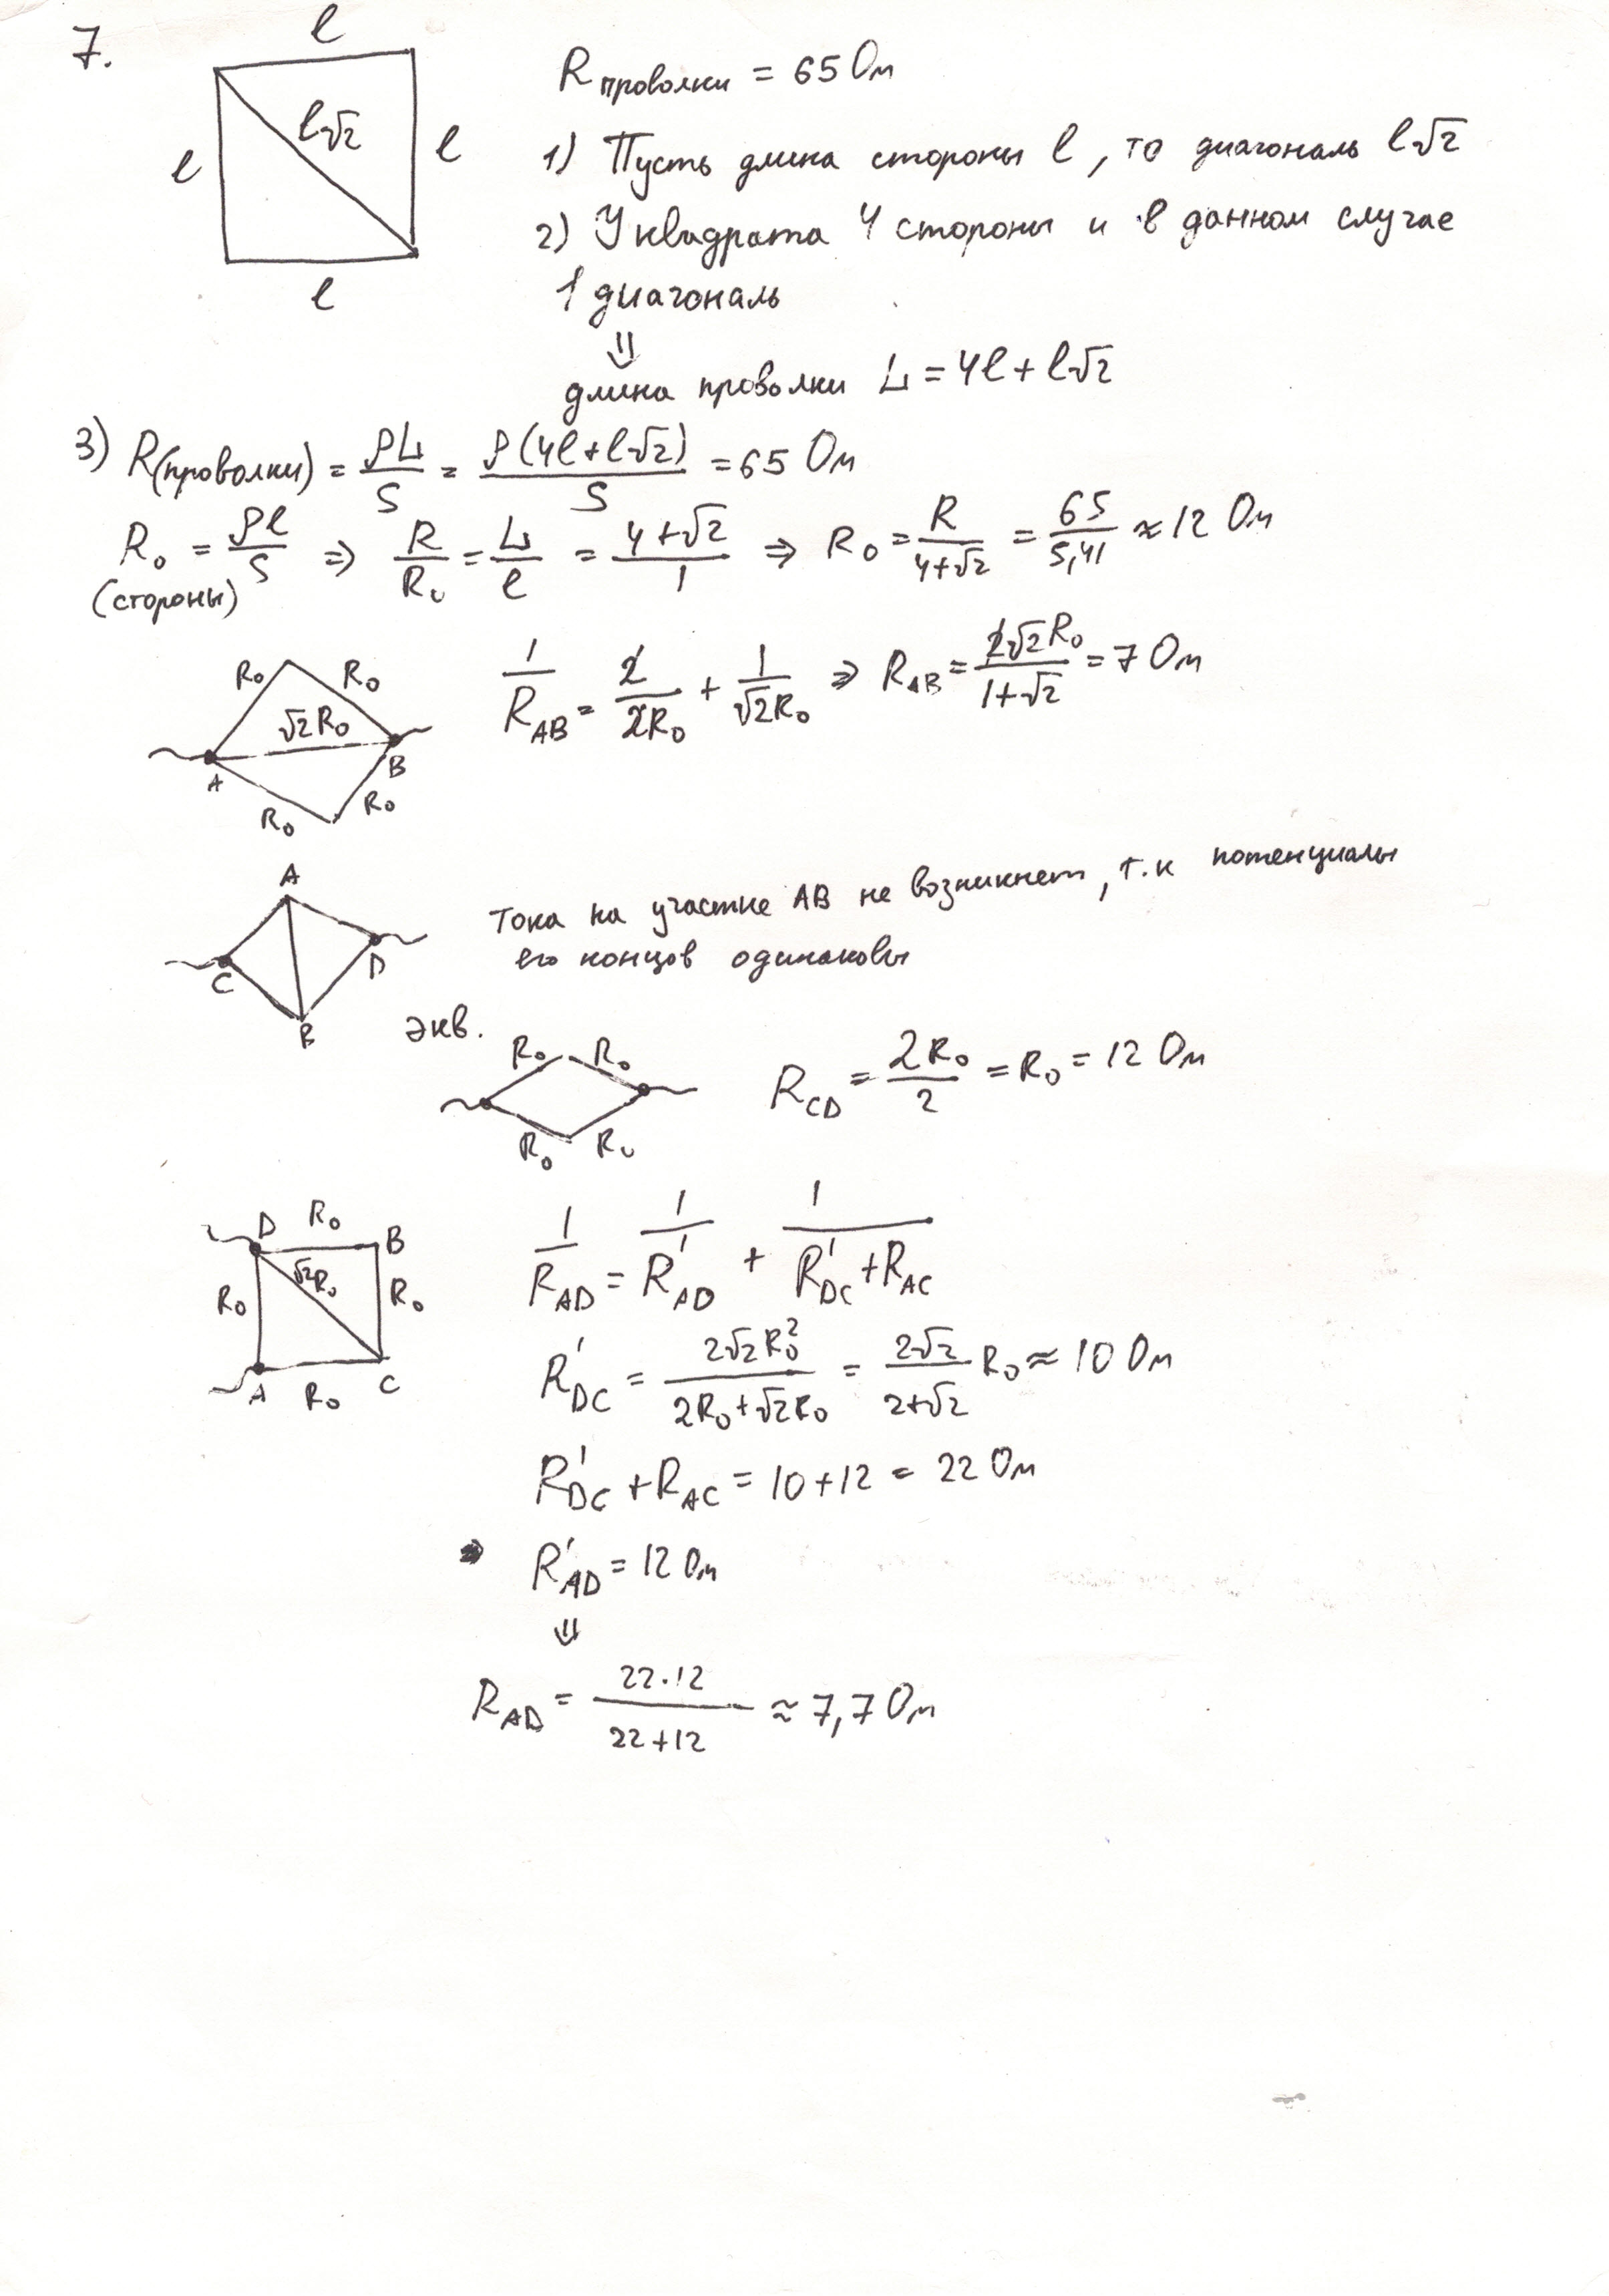 7.
l
l√2
l
l
l
R проволки = 65 Ом
1) Пусть длина стороны l, то диагональ l√2
2) У квадрата 4 стороны и в данном случае
1 диагональ
⇓
длина проволки L = 4l + l√2
3) R(проволки) = ρL/S = ρ(4l+l√2)/S = 65 Ом
R₀ = ρl/S ⇒ R/R₀ = L/l = (4+√2)/1 ⇒ R₀ = R/(4+√2) = 65/5,41 ≈ 12 Ом
(стороны)
R₀ R₀
√2R₀
A B
R₀ R₀
1/R_AB = 2/2R₀ + 1/√2R₀ ⇒ R_AB = √2R₀/(1+√2) = 7 Ом
A
C D
B
Тока на участке АВ не возникнет, т.к потенциалы
его концов одинаковы
экв.
R₀ R₀
R₀ R₀
R_CD = 2R₀/2 = R₀ = 12 Ом
D R₀ B
R₀ √2R₀ R₀
A R₀ C
1/R_AD = 1/R'_AD + 1/(R'_DC + R_AC)
R'_DC = 2√2R₀²/(2R₀+√2R₀) = 2√2/(2+√2) R₀ ≈ 10 Ом
R'_DC + R_AC = 10 + 12 = 22 Ом
R'_AD = 12 Ом
⇓
R_AD = 22·12/(22+12) ≈ 7,7 Ом